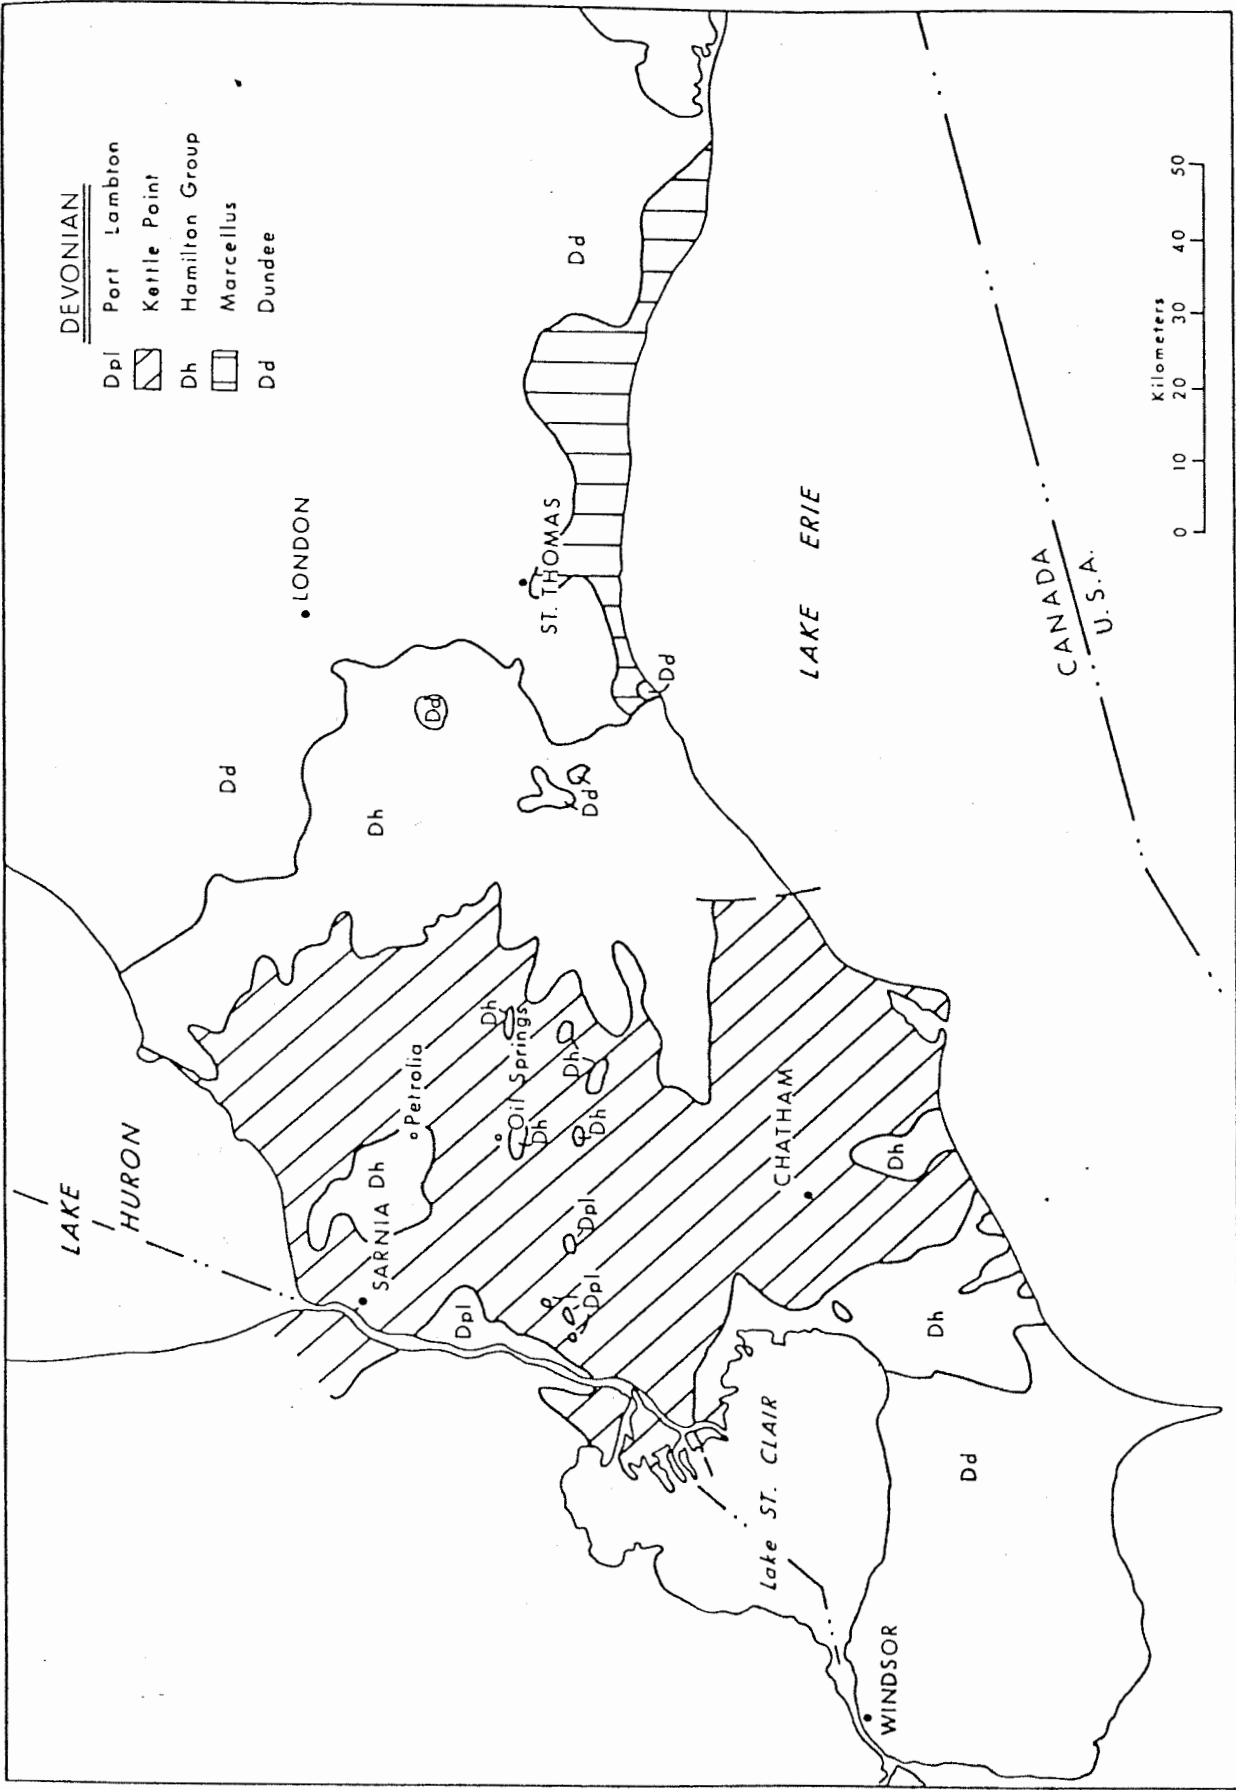 DEVONIAN
Dpl Port Lambton
Kettle Point
Dh Hamilton Group
Marcellus
Dd Dundee
LAKE
HURON
Dd
LONDON
Dd
Dh
Dd
Dd
ST. THOMAS
Dd
Petrolia
Dh
SARNIA
Dh
Oil Springs
Dh
Dh
Dh
Dpl
Dpl
Dpl
CHATHAM
Dh
Dh
Lake ST. CLAIR
Dd
WINDSOR
LAKE ERIE
CANADA
U.S.A.
Kilometers
0 10 20 30 40 50